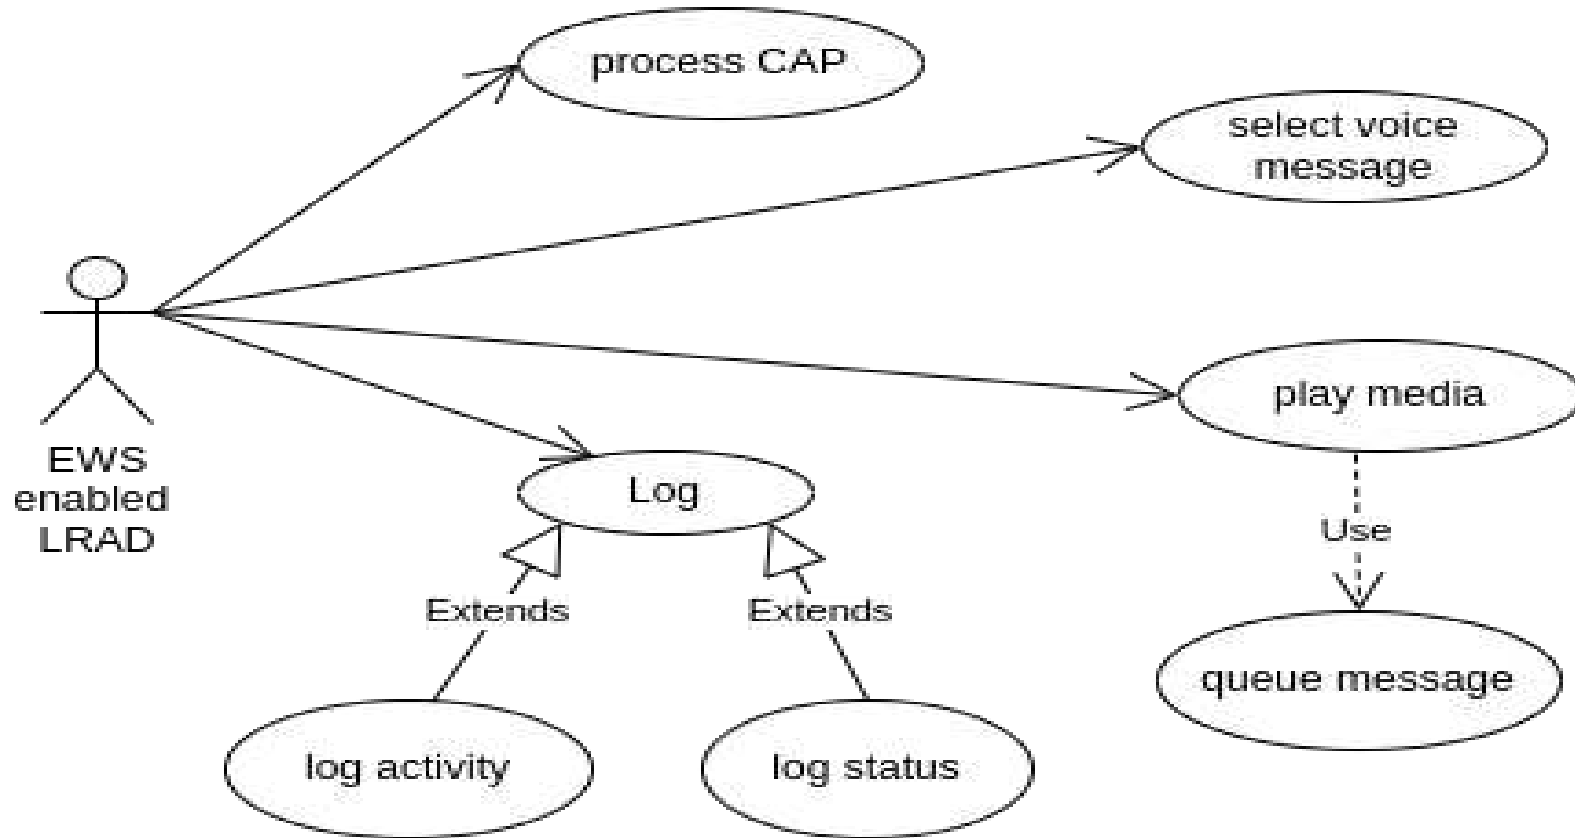 process CAP
select voice
message
EWS
enabled
LRAD
play media
Log
Use
Extends
Extends
queue message
log activity
log status